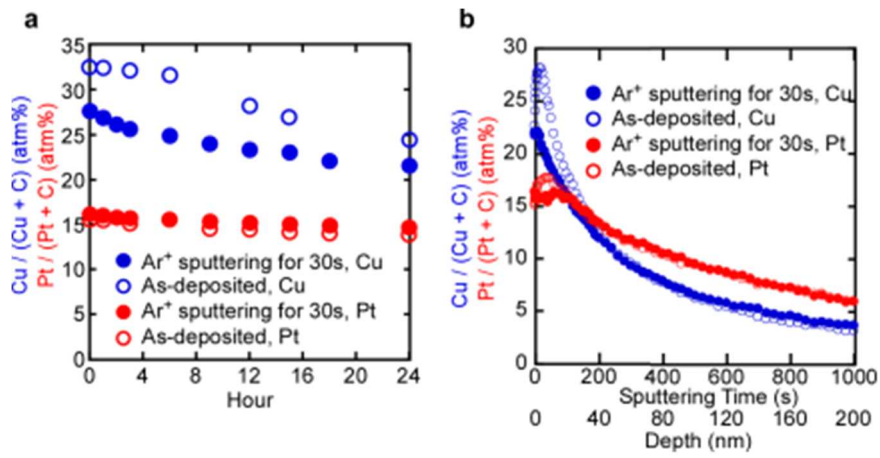 a
35
30
25
20
15
10
5
0
Cu / (Cu + C) (atm%)
Pt / (Pt + C) (atm%)
Ar⁺ sputtering for 30s, Cu
As-deposited, Cu
Ar⁺ sputtering for 30s, Pt
As-deposited, Pt
0 4 8 12 16 20 24
Hour
b
30
25
20
15
10
5
0
Cu / (Cu + C) (atm%)
Pt / (Pt + C) (atm%)
Ar⁺ sputtering for 30s, Cu
As-deposited, Cu
Ar⁺ sputtering for 30s, Pt
As-deposited, Pt
0 200 400 600 800 1000
Sputtering Time (s)
0 40 80 120 160 200
Depth (nm)